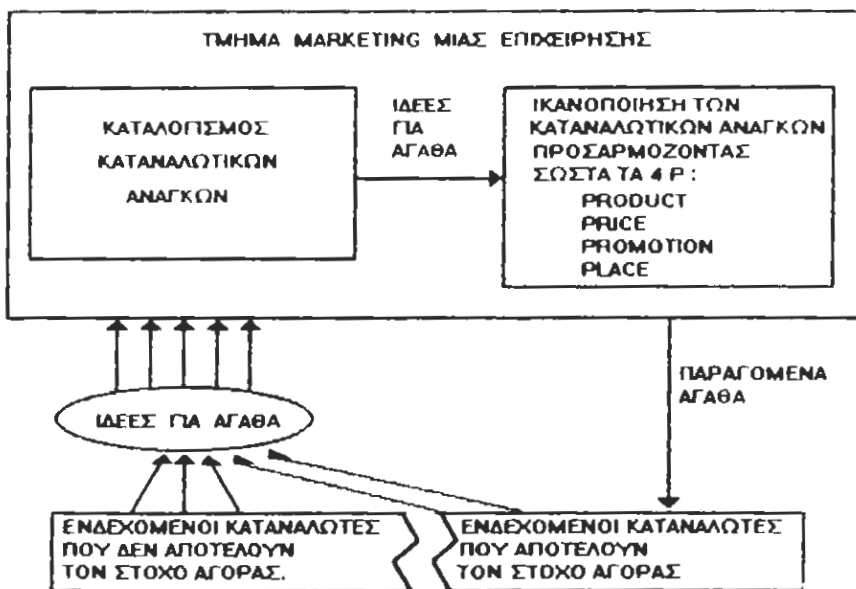 ΤΜΗΜΑ MARKETING ΜΙΑΣ ΕΠΙΧΕΙΡΗΣΗΣ
ΚΑΤΑΛΟΓΙΣΜΟΣ
ΚΑΤΑΝΑΛΩΤΙΚΩΝ
ΑΝΑΓΚΩΝ
ΙΔΕΕΣ
ΓΙΑ
ΑΓΑΘΑ
ΙΚΑΝΟΠΟΙΗΣΗ ΤΩΝ
ΚΑΤΑΝΑΛΩΤΙΚΩΝ ΑΝΑΓΚΩΝ
ΠΡΟΣΑΡΜΟΖΟΝΤΑΣ
ΣΩΣΤΑ ΤΑ 4 P :
PRODUCT
PRICE
PROMOTION
PLACE
ΠΑΡΑΓΟΜΕΝΑ
ΑΓΑΘΑ
ΙΔΕΕΣ ΓΙΑ ΑΓΑΘΑ
ΕΝΔΕΧΟΜΕΝΟΙ ΚΑΤΑΝΑΛΩΤΕΣ
ΠΟΥ ΔΕΝ ΑΠΟΤΕΛΟΥΝ
ΤΟΝ ΣΤΟΧΟ ΑΓΟΡΑΣ.
ΕΝΔΕΧΟΜΕΝΟΙ ΚΑΤΑΝΑΛΩΤΕΣ
ΠΟΥ ΑΠΟΤΕΛΟΥΝ
ΤΟΝ ΣΤΟΧΟ ΑΓΟΡΑΣ